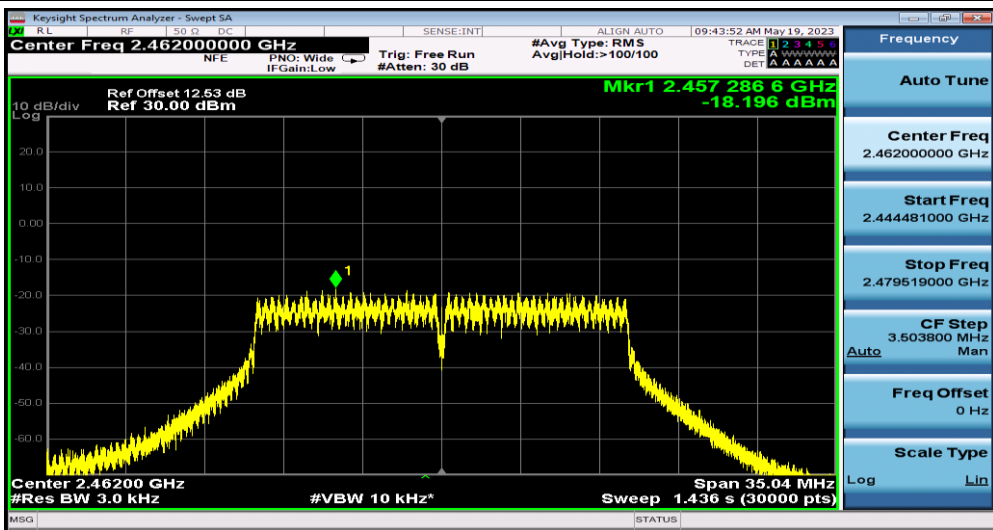 Keysight Spectrum Analyzer - Swept SA
LXI RL RF 50 Ω DC SENSE:INT ALIGN AUTO 09:43:52 AM May 19, 2023
Center Freq 2.462000000 GHz
NFE
PNO: Wide
IFGain:Low
Trig: Free Run
#Atten: 30 dB
#Avg Type: RMS
Avg|Hold:>100/100
TRACE 1 2 3 4 5 6
TYPE A WWWWW
DET A A A A A A
Frequency
Mkr1 2.457 286 6 GHz
-18.196 dBm
Ref Offset 12.53 dB
10 dB/div Ref 30.00 dBm
Log
20.0
10.0
0.00
-10.0
-20.0
-30.0
-40.0
-50.0
-60.0
1
Center 2.46200 GHz
Span 35.04 MHz
#Res BW 3.0 kHz
#VBW 10 kHz*
Sweep 1.436 s (30000 pts)
Auto Tune
Center Freq
2.462000000 GHz
Start Freq
2.444481000 GHz
Stop Freq
2.479519000 GHz
CF Step
3.503800 MHz
Auto Man
Freq Offset
0 Hz
Scale Type
Log Lin
MSG STATUS